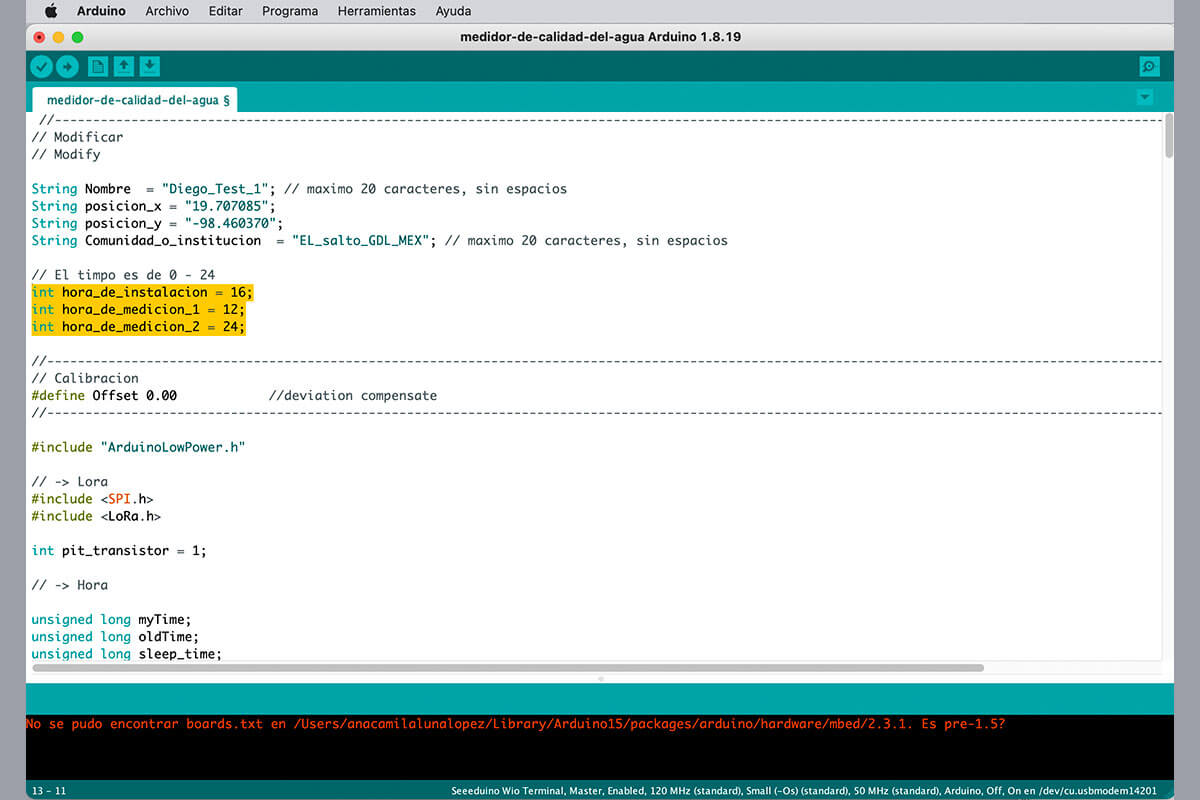 Arduino Archivo Editar Programa Herramientas Ayuda
medidor-de-calidad-del-agua Arduino 1.8.19
medidor-de-calidad-del-agua §
//--------------------------------------------------------------------------------------------------------------------------------------------------
// Modificar
// Modify
String Nombre  = "Diego_Test_1"; // maximo 20 caracteres, sin espacios
String posicion_x = "19.707085";
String posicion_y = "-98.460370";
String Comunidad_o_institucion  = "EL_salto_GDL_MEX"; // maximo 20 caracteres, sin espacios
// El timpo es de 0 - 24
int hora_de_instalacion = 16;
int hora_de_medicion_1 = 12;
int hora_de_medicion_2 = 24;
//--------------------------------------------------------------------------------------------------------------------------------------------------
// Calibracion
#define Offset 0.00            //deviation compensate
//--------------------------------------------------------------------------------------------------------------------------------------------------
#include "ArduinoLowPower.h"
// -> Lora
#include <SPI.h>
#include <LoRa.h>
int pit_transistor = 1;
// -> Hora
unsigned long myTime;
unsigned long oldTime;
unsigned long sleep_time;
No se pudo encontrar boards.txt en /Users/anacamilalunalopez/Library/Arduino15/packages/arduino/hardware/mbed/2.3.1. Es pre-1.5?
13 - 11 Seeeduino Wio Terminal, Master, Enabled, 120 MHz (standard), Small (-Os) (standard), 50 MHz (standard), Arduino, Off, On en /dev/cu.usbmodem14201